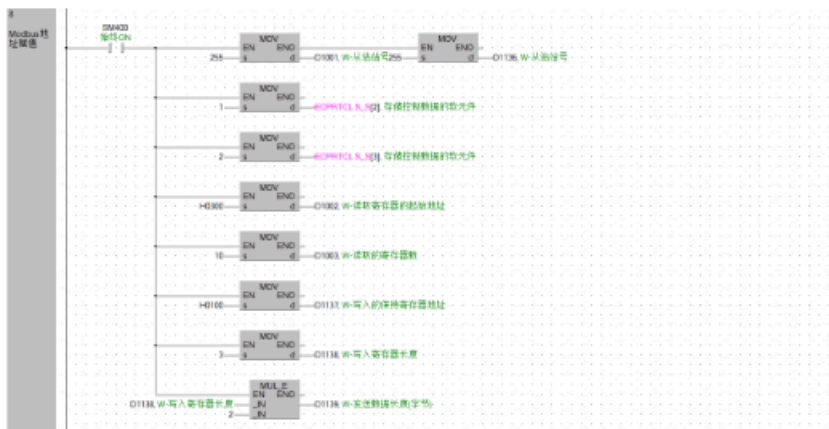 8
Modbus地
址赋值
SM400
始终ON
MOV
EN ENO
255 s d D1001, W-从站站号
MOV
EN ENO
255 s d D1136, W-从站站号
MOV
EN ENO
1 s d ECPRTCL.S_S[2], 存储控制数据的软元件
MOV
EN ENO
2 s d ECPRTCL.S_S[3], 存储控制数据的软元件
MOV
EN ENO
H0300 s d D1002, W-读取寄存器的起始地址
MOV
EN ENO
10 s d D1003, W-读取的寄存器数
MOV
EN ENO
H0100 s d D1137, W-写入的保持寄存器地址
MOV
EN ENO
3 s d D1138, W-写入寄存器长度
MUL_E
EN ENO
D1138, W-写入寄存器长度 _IN D1139, W-发送数据长度(字节)
2 _IN